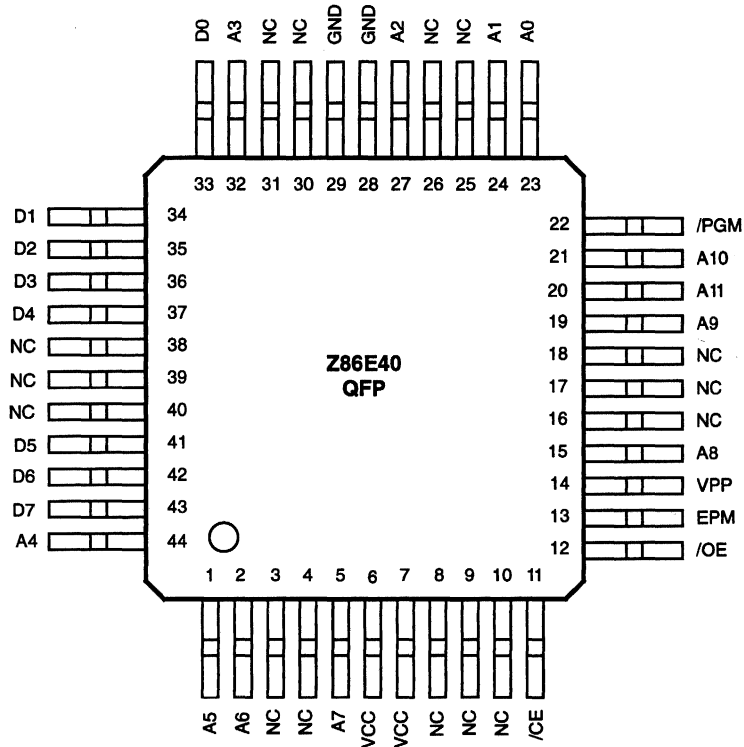 D0 A3 NC NC GND GND A2 NC NC A1 A0
33 32 31 30 29 28 27 26 25 24 23
D1 34
22 /PGM
D2 35
21 A10
D3 36
20 A11
D4 37
19 A9
NC 38
18 NC
Z86E40
NC 39
17 NC
QFP
NC 40
16 NC
D5 41
15 A8
D6 42
14 VPP
D7 43
13 EPM
A4 44
12 /OE
1 2 3 4 5 6 7 8 9 10 11
A5 A6 NC NC A7 VCC VCC NC NC NC /CE